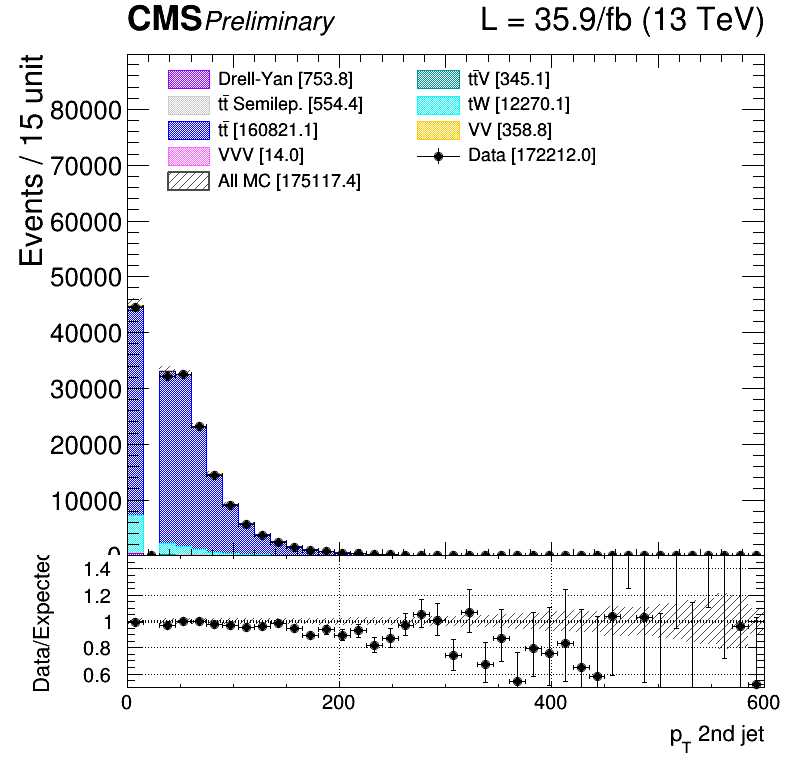 CMS Preliminary L = 35.9/fb (13 TeV)
Events / 15 unit
Drell-Yan [753.8]
tt̄ Semilep. [554.4]
tt̄ [160821.1]
VVV [14.0]
All MC [175117.4]
tt̄V [345.1]
tW [12270.1]
VV [358.8]
Data [172212.0]
80000
70000
60000
50000
40000
30000
20000
10000
0
Data/Expected
1.4
1.2
1
0.8
0.6
0 200 400 600
p_T 2nd jet